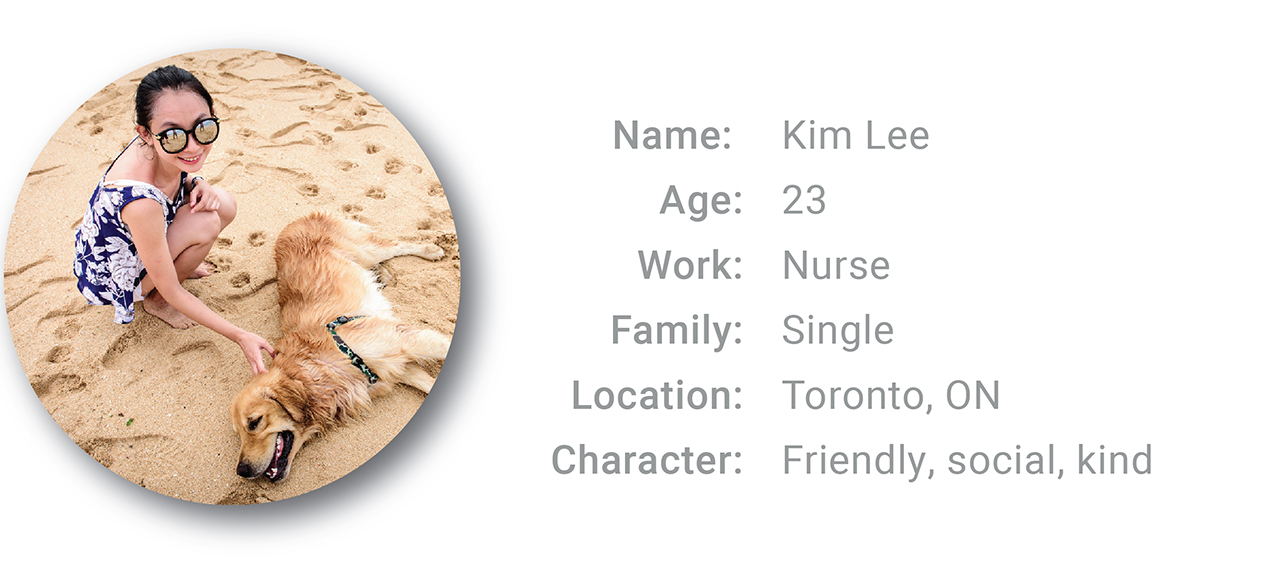 Name: Kim Lee
Age: 23
Work: Nurse
Family: Single
Location: Toronto, ON
Character: Friendly, social, kind